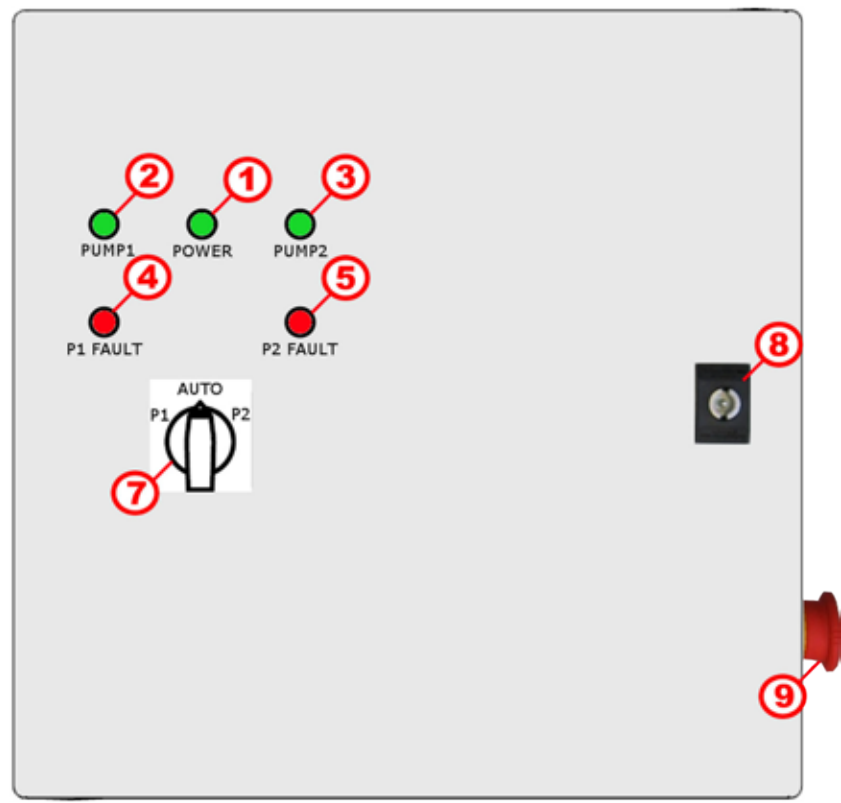 2 1 3
PUMP1 POWER PUMP2
4 5
P1 FAULT P2 FAULT
8
AUTO
P1 P2
7
9